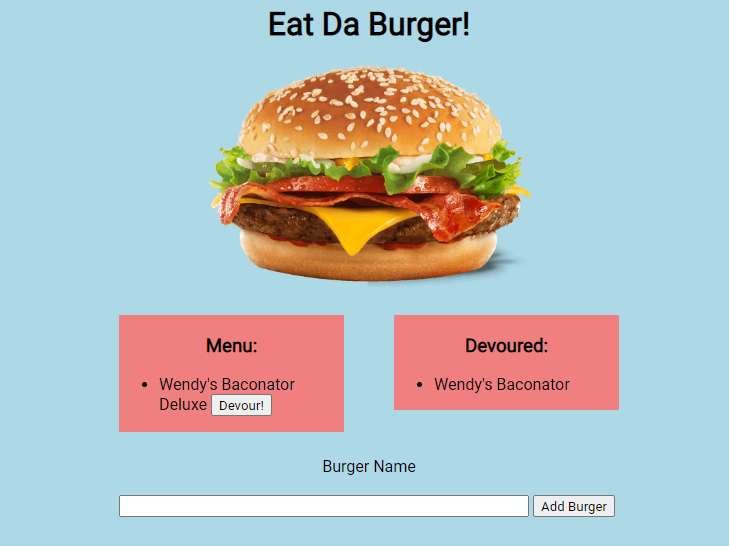 Eat Da Burger!
Menu:
Wendy's Baconator
Deluxe Devour!
Devoured:
Wendy's Baconator
Burger Name
Add Burger